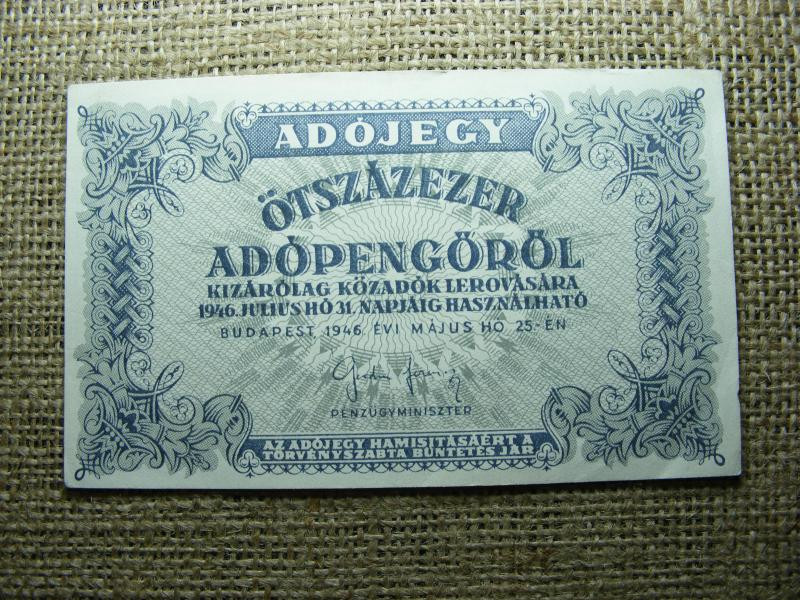 ADÓJEGY
ÖTSZÁZEZER
ADÓPENGŐRŐL
KIZÁRÓLAG KÖZADÓK LEROVÁSÁRA
1946. JULIUS HÓ 31. NAPJÁIG HASZNÁLHATÓ
BUDAPEST, 1946. ÉVI MÁJUS HÓ 25-ÉN
PÉNZÜGYMINISZTER
AZ ADÓJEGY HAMISITÁSÁÉRT A
TÖRVÉNYSZABTA BÜNTETÉS JÁR